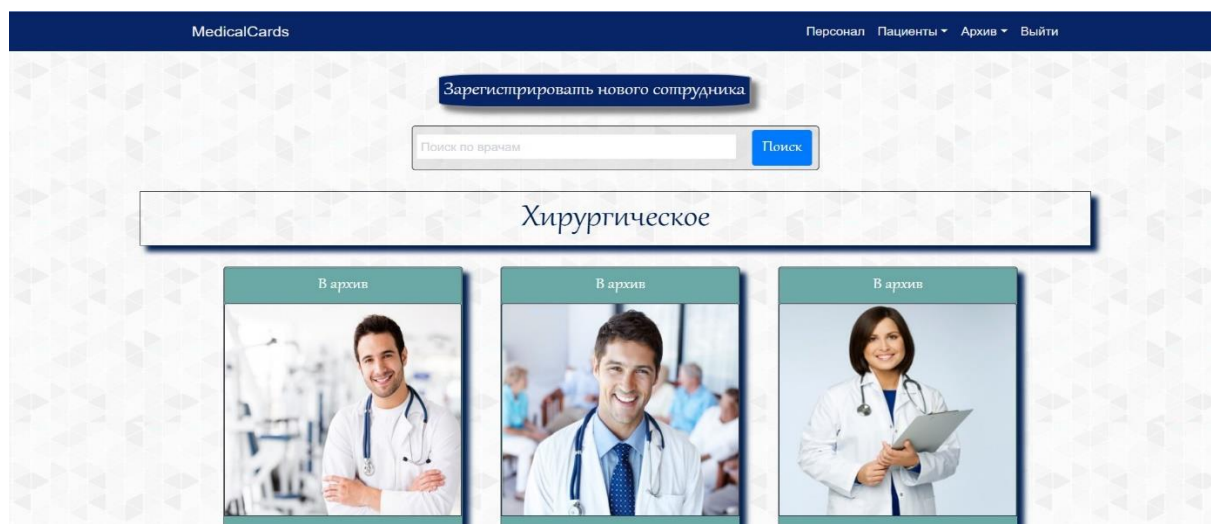 MedicalCards Персонал Пациенты Архив Выйти
Зарегистрировать нового сотрудника
Поиск по врачам Поиск
Хирургическое
В архив В архив В архив